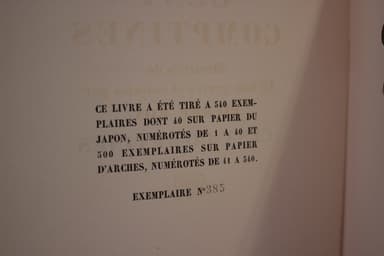 CE LIVRE A ÉTÉ TIRÉ A 540 EXEM-
PLAIRES DONT 40 SUR PAPIER DU
JAPON, NUMÉROTÉS DE 1 A 40 ET
500 EXEMPLAIRES SUR PAPIER
D'ARCHES, NUMÉROTÉS DE 41 A 540.
EXEMPLAIRE N° 385